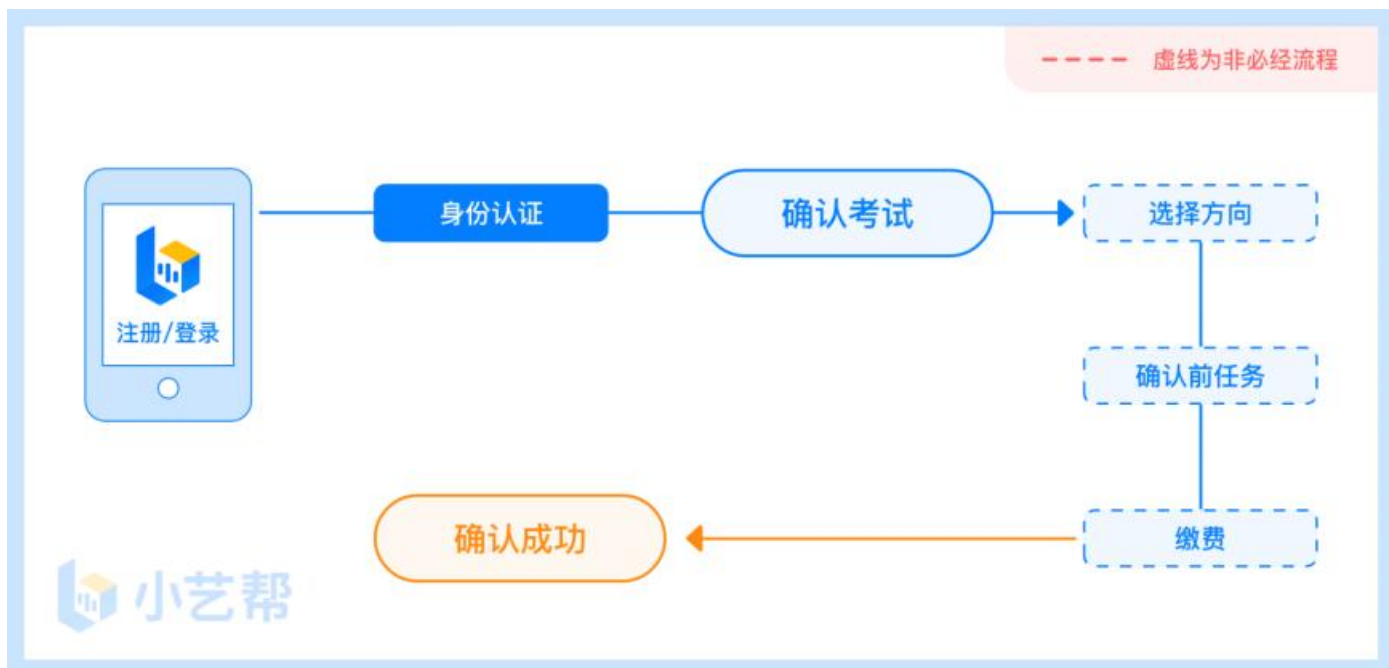 虚线为非必经流程
注册/登录
身份认证
确认考试
选择方向
确认前任务
缴费
确认成功
小艺帮